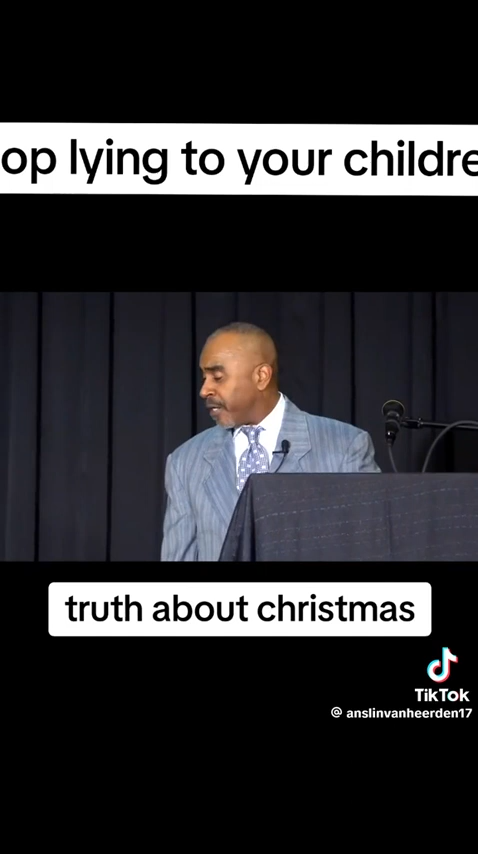 op lying to your childre
truth about christmas
TikTok
@ anslinvanheerden17